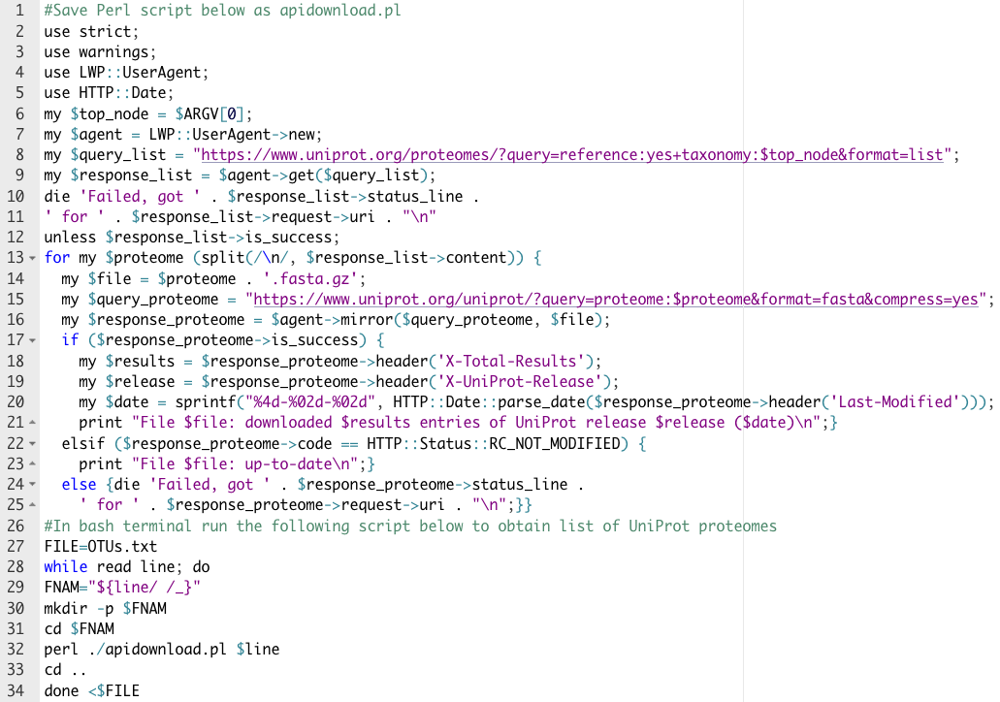 1 #Save Perl script below as apidownload.pl
2 use strict;
3 use warnings;
4 use LWP::UserAgent;
5 use HTTP::Date;
6 my $top_node = $ARGV[0];
7 my $agent = LWP::UserAgent->new;
8 my $query_list = "https://www.uniprot.org/proteomes/?query=reference:yes+taxonomy:$top_node&format=list";
9 my $response_list = $agent->get($query_list);
10 die 'Failed, got ' . $response_list->status_line .
11 ' for ' . $response_list->request->uri . "\n"
12 unless $response_list->is_success;
13 for my $proteome (split(/\n/, $response_list->content)) {
14   my $file = $proteome . '.fasta.gz';
15   my $query_proteome = "https://www.uniprot.org/uniprot/?query=proteome:$proteome&format=fasta&compress=yes";
16   my $response_proteome = $agent->mirror($query_proteome, $file);
17   if ($response_proteome->is_success) {
18     my $results = $response_proteome->header('X-Total-Results');
19     my $release = $response_proteome->header('X-UniProt-Release');
20     my $date = sprintf("%4d-%02d-%02d", HTTP::Date::parse_date($response_proteome->header('Last-Modified')));
21     print "File $file: downloaded $results entries of UniProt release $release ($date)\n";}
22   elsif ($response_proteome->code == HTTP::Status::RC_NOT_MODIFIED) {
23     print "File $file: up-to-date\n";}
24   else {die 'Failed, got ' . $response_proteome->status_line .
25     ' for ' . $response_proteome->request->uri . "\n";}}
26 #In bash terminal run the following script below to obtain list of UniProt proteomes
27 FILE=OTUs.txt
28 while read line; do
29 FNAM="${line/ /_}"
30 mkdir -p $FNAM
31 cd $FNAM
32 perl ./apidownload.pl $line
33 cd ..
34 done <$FILE